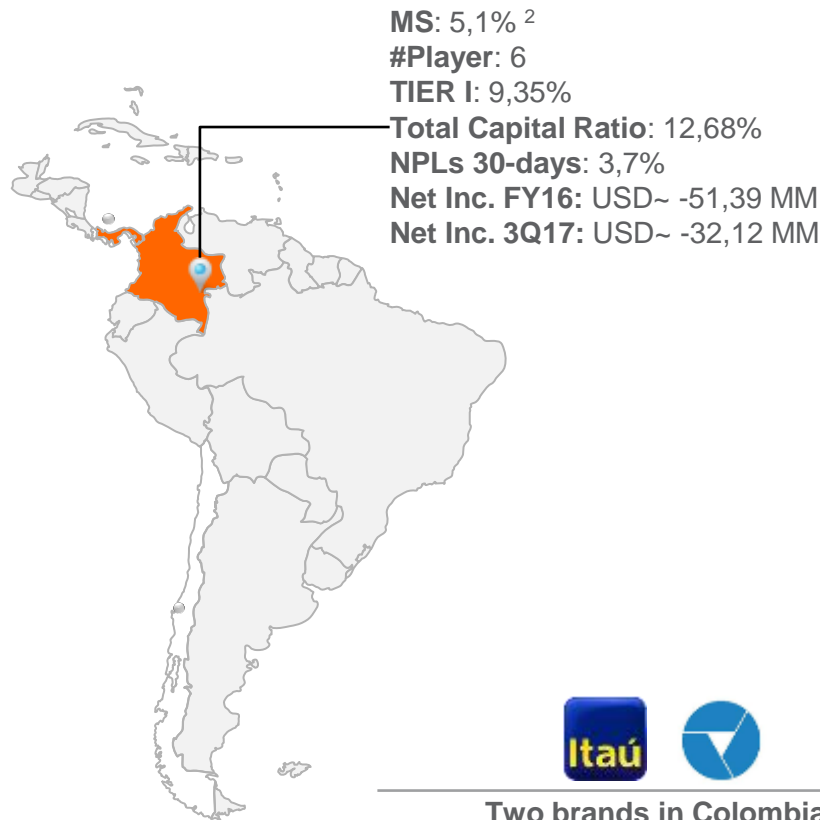 MS: 5,1% ²
#Player: 6
TIER I: 9,35%
Total Capital Ratio: 12,68%
NPLs 30-days: 3,7%
Net Inc. FY16: USD~ -51,39 MM
Net Inc. 3Q17: USD~ -32,12 MM
Itaú
Two brands in Colombia